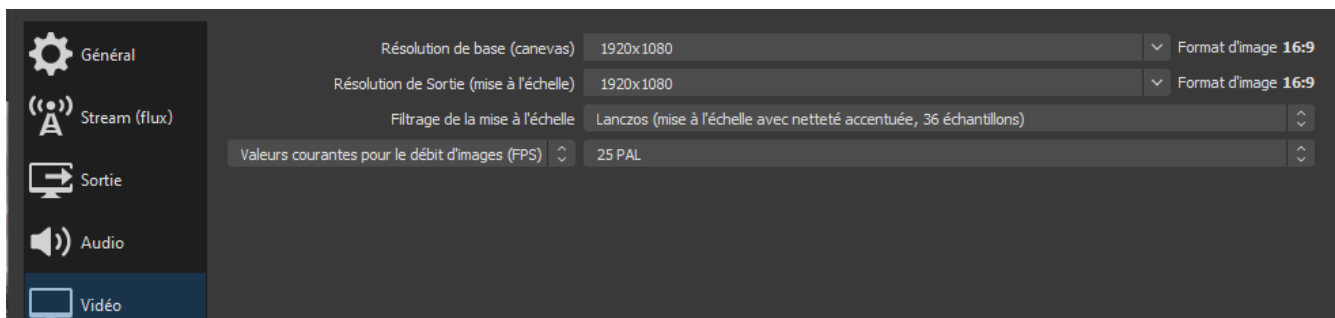 Général
Stream (flux)
Sortie
Audio
Vidéo
Résolution de base (canevas) 1920x1080 Format d'image 16:9
Résolution de Sortie (mise à l'échelle) 1920x1080 Format d'image 16:9
Filtrage de la mise à l'échelle Lanczos (mise à l'échelle avec netteté accentuée, 36 échantillons)
Valeurs courantes pour le débit d'images (FPS) 25 PAL